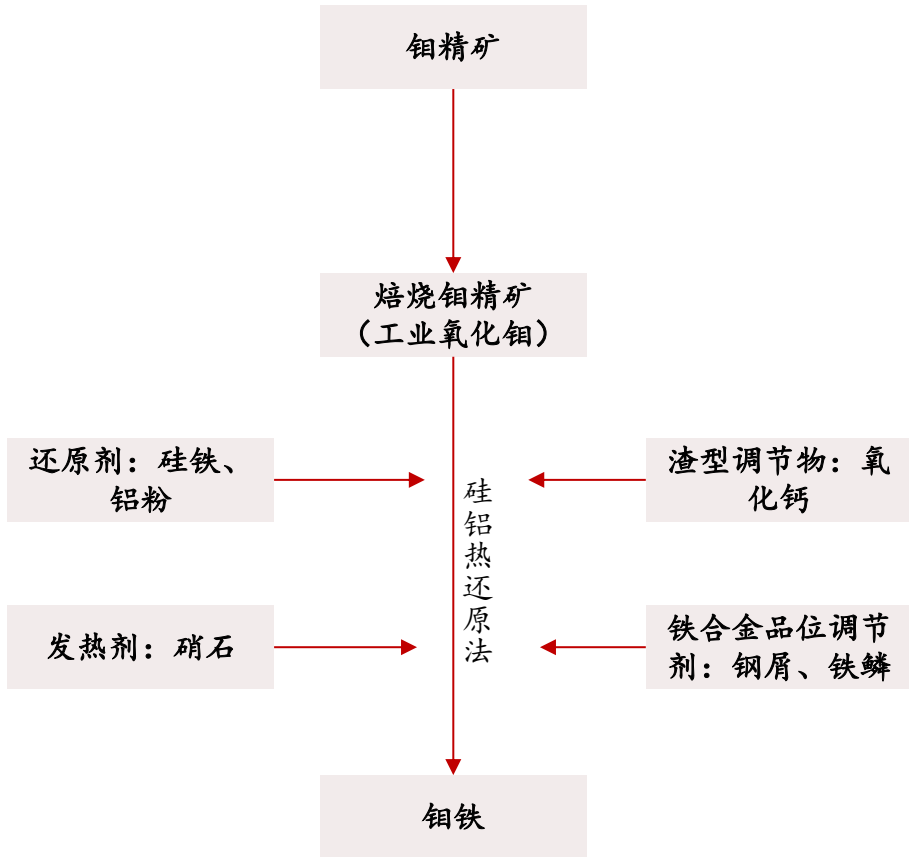 钼精矿
焙烧钼精矿
（工业氧化钼）
还原剂：硅铁、
铝粉
渣型调节物：氧
化钙
硅铝热还原法
发热剂：硝石
铁合金品位调节
剂：钢屑、铁鳞
钼铁